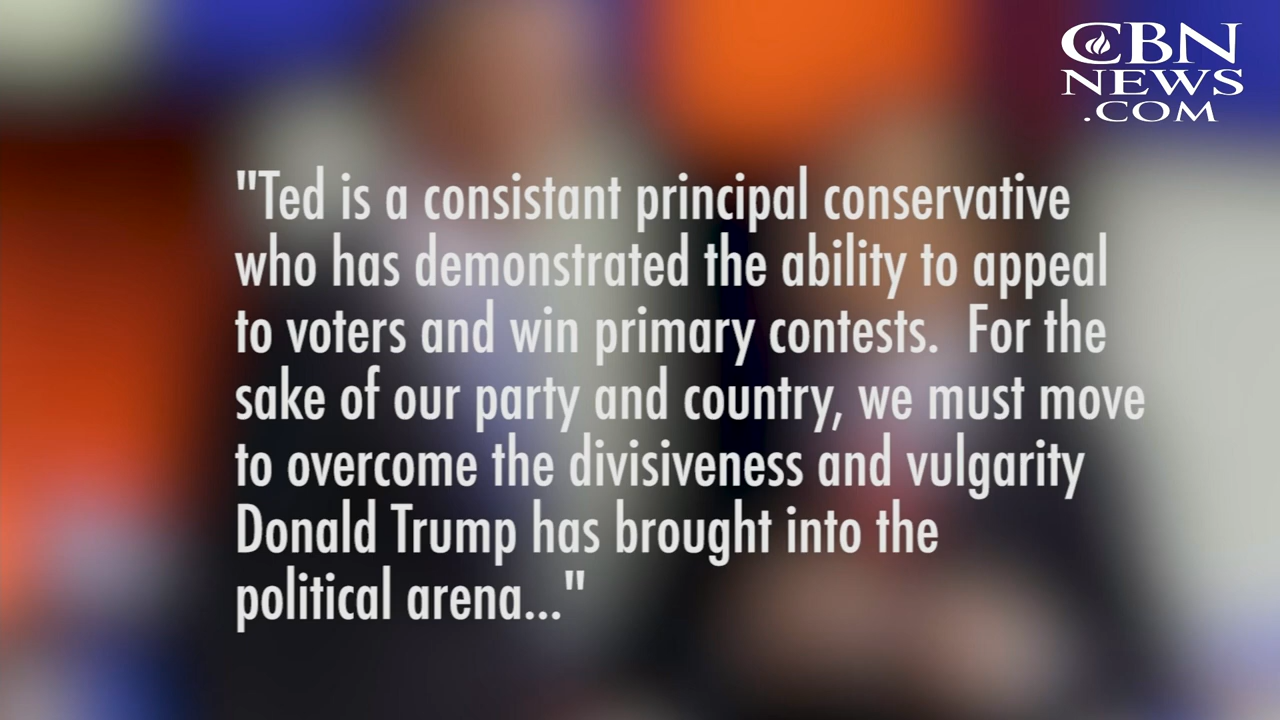 CBN
NEWS
.COM
"Ted is a consistant principal conservative
who has demonstrated the ability to appeal
to voters and win primary contests.  For the
sake of our party and country, we must move
to overcome the divisiveness and vulgarity
Donald Trump has brought into the
political arena..."